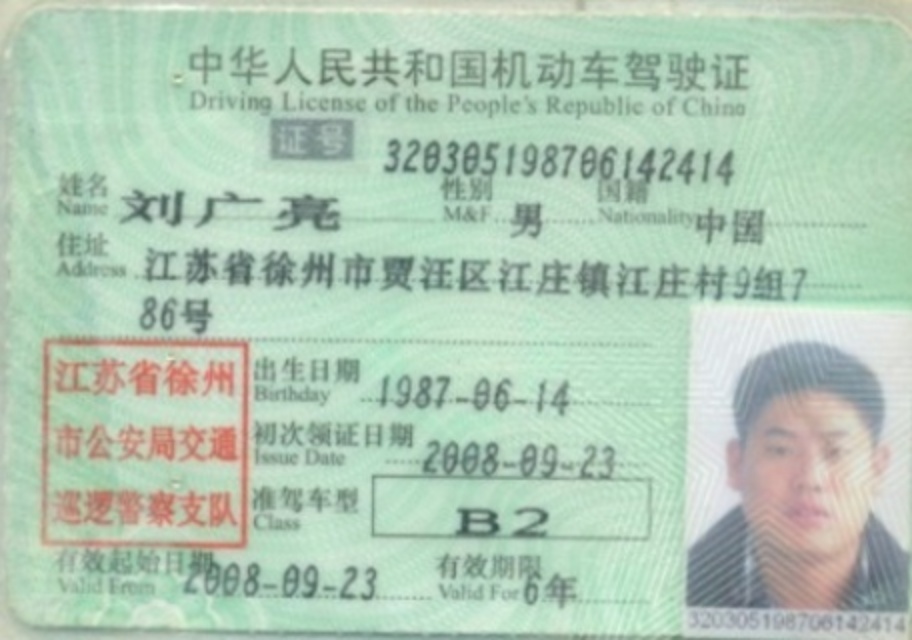 中华人民共和国机动车驾驶证
Driving License of the People's Republic of China
证号 320305198706142414
姓名 Name 刘广亮 性别 M&F 男 国籍 Nationality 中国
住址 Address 江苏省徐州市贾汪区江庄镇江庄村9组7
86号
江苏省徐州
市公安局交通
巡逻警察支队
出生日期 Birthday 1987-06-14
初次领证日期 Issue Date 2008-09-23
准驾车型 Class B2
有效起始日期 Valid From 2008-09-23 有效期限 Valid For 6年
320305198706142414